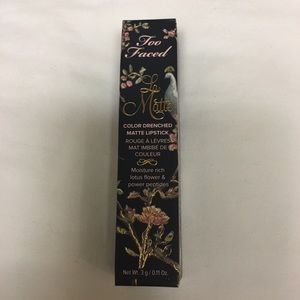 Too
Faced
La
Matte
COLOR DRENCHED
MATTE LIPSTICK
ROUGE À LÈVRES
MAT IMBIBÉ DE
COULEUR
Moisture rich
lotus flower &
power peptides
Net Wt. 3 g / 0.11 Oz.